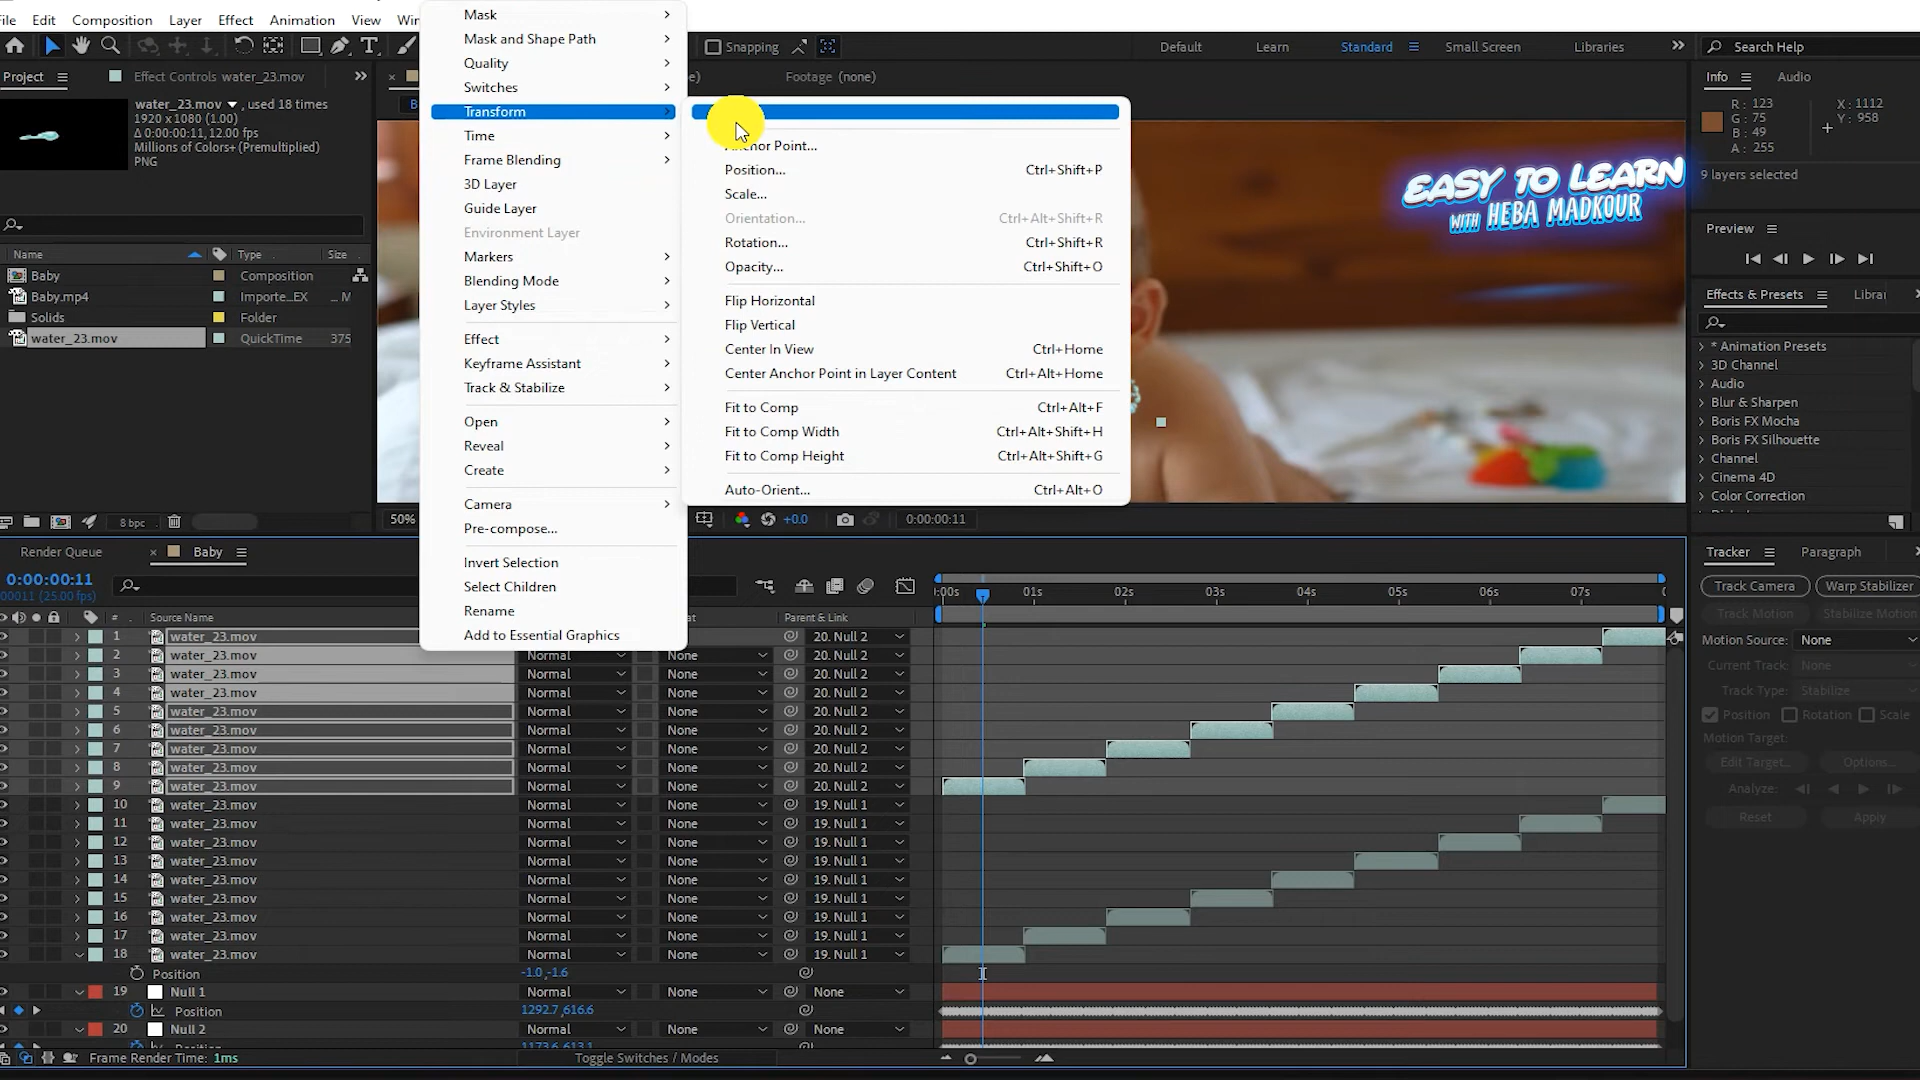 File Edit Composition Layer Effect Animation View Win
Snapping Default Learn Standard Small Screen Libraries Search Help
Project Effect Controls water_23.mov
Footage (none)
Info Audio
water_23.mov , used 18 times
1920 x 1080 (1.00)
Δ 0:00:00:11, 12.00 fps)
Millions of Colors+ (Premultiplied)
PNG
Name Type Size
Baby Composition
Baby.mp4 Importe...EX ... M
Solids Folder
water_23.mov QuickTime 375
8 bpc
Mask
Mask and Shape Path
Quality
Switches
Transform
Time
Frame Blending
3D Layer
Guide Layer
Environment Layer
Markers
Blending Mode
Layer Styles
Effect
Keyframe Assistant
Track & Stabilize
Open
Reveal
Create
Camera
Pre-compose...
Invert Selection
Select Children
Rename
Add to Essential Graphics
Anchor Point...
Position... Ctrl+Shift+P
Scale...
Orientation... Ctrl+Alt+Shift+R
Rotation... Ctrl+Shift+R
Opacity... Ctrl+Shift+O
Flip Horizontal
Flip Vertical
Center In View Ctrl+Home
Center Anchor Point in Layer Content Ctrl+Alt+Home
Fit to Comp Ctrl+Alt+F
Fit to Comp Width Ctrl+Alt+Shift+H
Fit to Comp Height Ctrl+Alt+Shift+G
Auto-Orient... Ctrl+Alt+O
EASY TO LEARN
WITH HEBA MADKOUR
50% +0.0 0:00:00:11
R : 123 X : 1112
G : 75 Y : 958
B : 49
A : 255
9 layers selected
Preview
Effects & Presets Librar
* Animation Presets
3D Channel
Audio
Blur & Sharpen
Boris FX Mocha
Boris FX Silhouette
Channel
Cinema 4D
Color Correction
Tracker Paragraph
Track Camera Warp Stabilizer
Track Motion Stabilize Motion
Motion Source: None
Current Track: None
Track Type: Stabilize
Position Rotation Scale
Motion Target:
Edit Target... Options...
Analyze:
Reset Apply
Render Queue Baby
0:00:00:11
00011 (25.00 fps)
# Source Name Parent & Link
:00s 01s 02s 03s 04s 05s 06s 07s
1 water_23.mov 20. Null 2
2 water_23.mov Normal None 20. Null 2
3 water_23.mov Normal None 20. Null 2
4 water_23.mov Normal None 20. Null 2
5 water_23.mov Normal None 20. Null 2
6 water_23.mov Normal None 20. Null 2
7 water_23.mov Normal None 20. Null 2
8 water_23.mov Normal None 20. Null 2
9 water_23.mov Normal None 20. Null 2
10 water_23.mov Normal None 19. Null 1
11 water_23.mov Normal None 19. Null 1
12 water_23.mov Normal None 19. Null 1
13 water_23.mov Normal None 19. Null 1
14 water_23.mov Normal None 19. Null 1
15 water_23.mov Normal None 19. Null 1
16 water_23.mov Normal None 19. Null 1
17 water_23.mov Normal None 19. Null 1
18 water_23.mov Normal None 19. Null 1
Position -1.0,-1.6
19 Null 1 Normal None None
Position 1292.7,616.6
20 Null 2 Normal None None
Position 1173.6,613.1
Frame Render Time: 1ms Toggle Switches / Modes